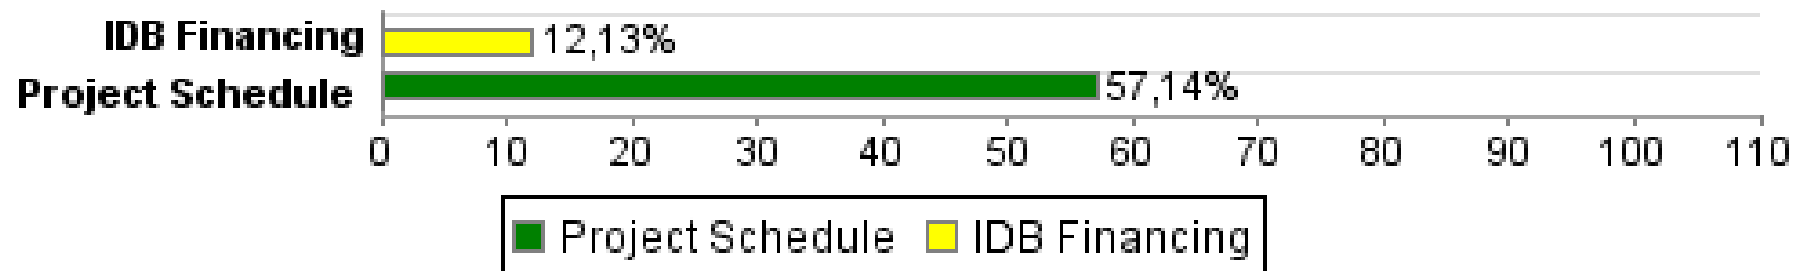 IDB Financing 12,13%
Project Schedule 57,14%
0 10 20 30 40 50 60 70 80 90 100 110
Project Schedule IDB Financing